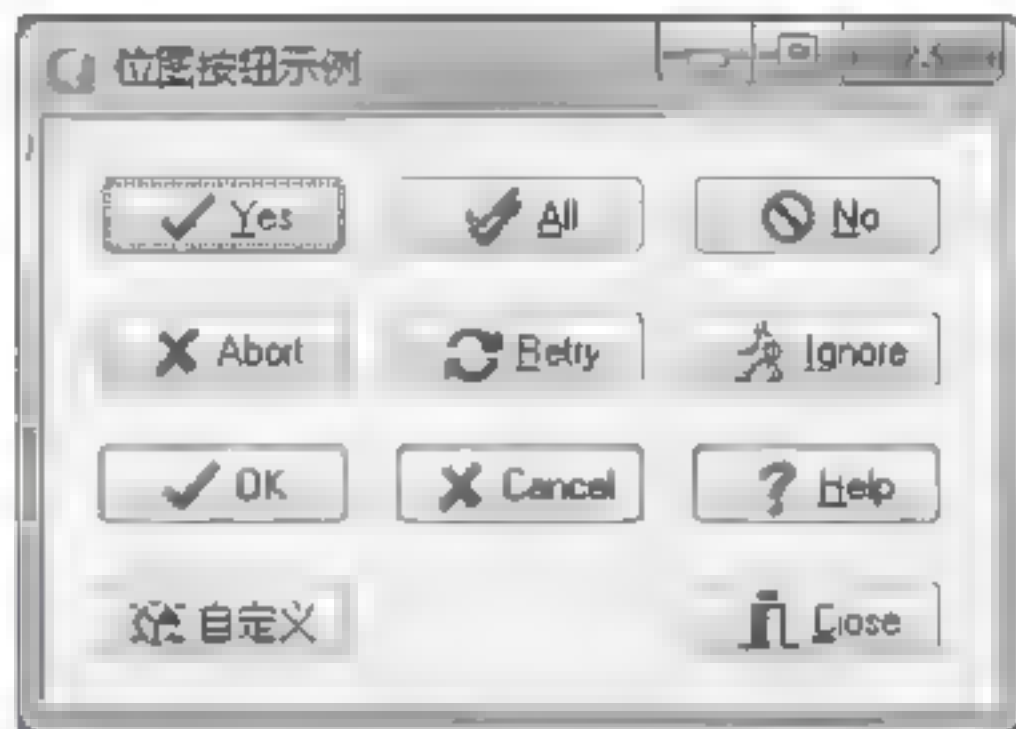 位图按钮示例
Yes All No
Abort Retry Ignore
OK Cancel Help
自定义 Close